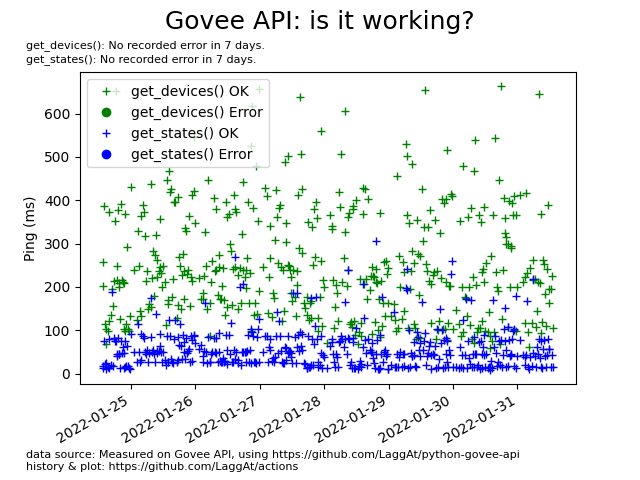 Govee API: is it working?
get_devices(): No recorded error in 7 days.
get_states(): No recorded error in 7 days.
get_devices() OK
get_devices() Error
get_states() OK
get_states() Error
Ping (ms)
600
500
400
300
200
100
0
2022-01-25
2022-01-26
2022-01-27
2022-01-28
2022-01-29
2022-01-30
2022-01-31
data source: Measured on Govee API, using https://github.com/LaggAt/python-govee-api
history & plot: https://github.com/LaggAt/actions